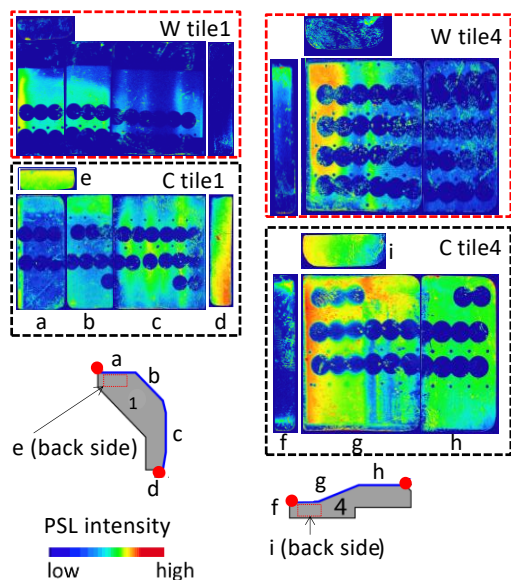 W tile1
W tile4
e
C tile1
a
b
c
d
C tile4
i
f
g
h
a
b
1
c
d
e (back side)
g
h
f
4
i (back side)
PSL intensity
low
high